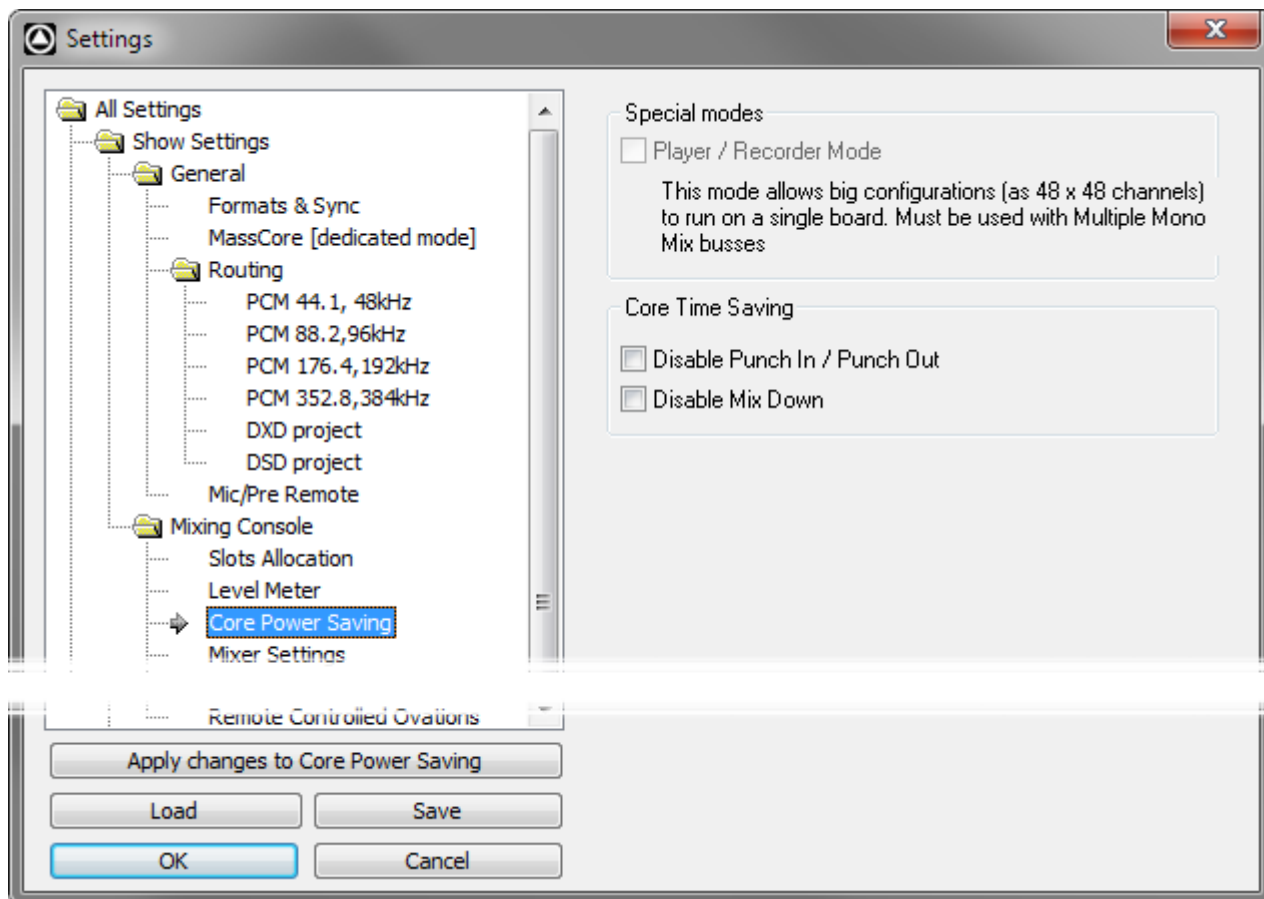 Settings
All Settings
Show Settings
General
Formats & Sync
MassCore [dedicated mode]
Routing
PCM 44.1, 48kHz
PCM 88.2,96kHz
PCM 176.4,192kHz
PCM 352.8,384kHz
DXD project
DSD project
Mic/Pre Remote
Mixing Console
Slots Allocation
Level Meter
Core Power Saving
Mixer Settings
Remote Controlled Ovations
Apply changes to Core Power Saving
Load
Save
OK
Cancel
Special modes
Player / Recorder Mode
This mode allows big configurations (as 48 x 48 channels)
to run on a single board. Must be used with Multiple Mono
Mix busses
Core Time Saving
Disable Punch In / Punch Out
Disable Mix Down